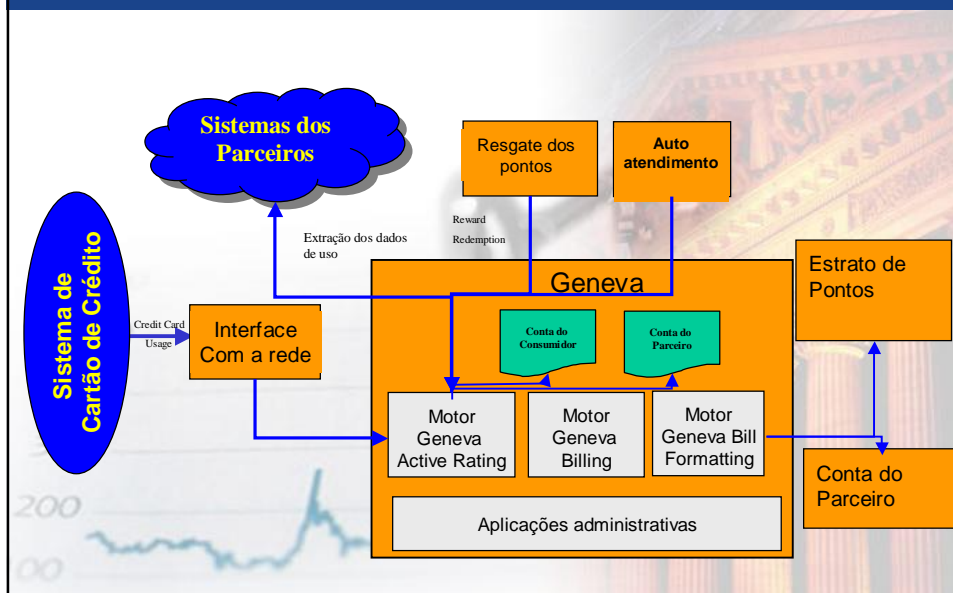 Sistemas dos
Parceiros
Resgate dos
pontos
Auto
atendimento
Reward
Redemption
Extração dos dados
de uso
Sistema de
Cartão de Crédito
Credit Card
Usage
Interface
Com a rede
Geneva
Conta do
Consumidor
Conta do
Parceiro
Motor
Geneva
Active Rating
Motor
Geneva
Billing
Motor
Geneva Bill
Formatting
Aplicações administrativas
Estrato de
Pontos
Conta do
Parceiro
200
00